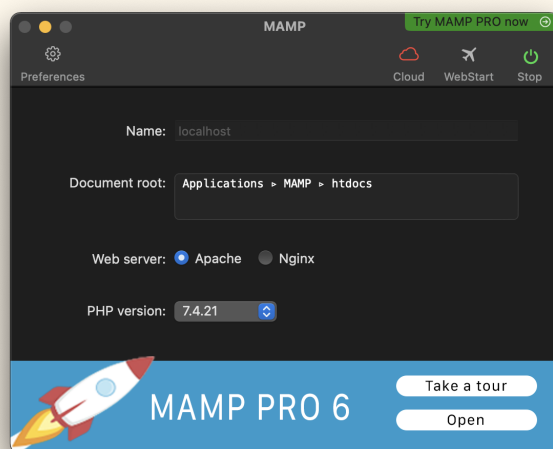 MAMP
Try MAMP PRO now
Preferences
Cloud
WebStart
Stop
Name: localhost
Document root: Applications ▹ MAMP ▹ htdocs
Web server: Apache Nginx
PHP version: 7.4.21
MAMP PRO 6
Take a tour
Open